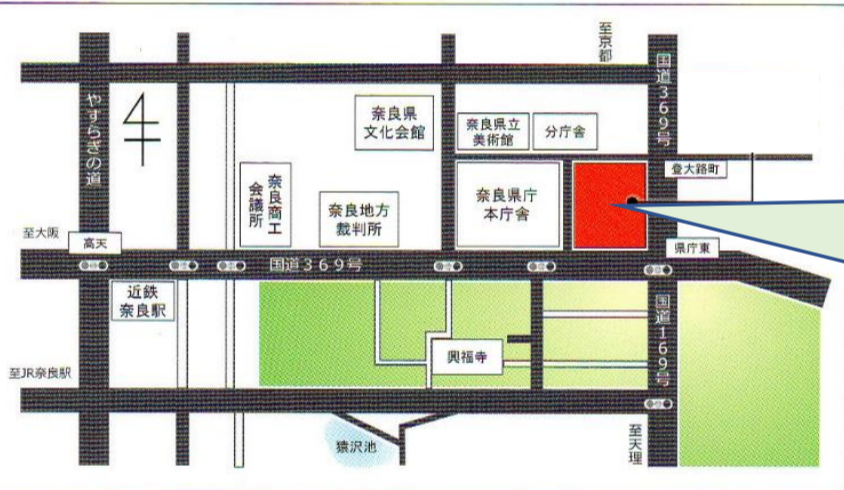 至京都
国道369号
やすらぎの道
奈良県
文化会館
奈良県立
美術館
分庁舎
登大路町
奈良商工
会議所
奈良地方
裁判所
奈良県庁
本庁舎
至大阪
高天
県庁東
国道369号
近鉄
奈良駅
国道169号
興福寺
至JR奈良駅
猿沢池
至天理